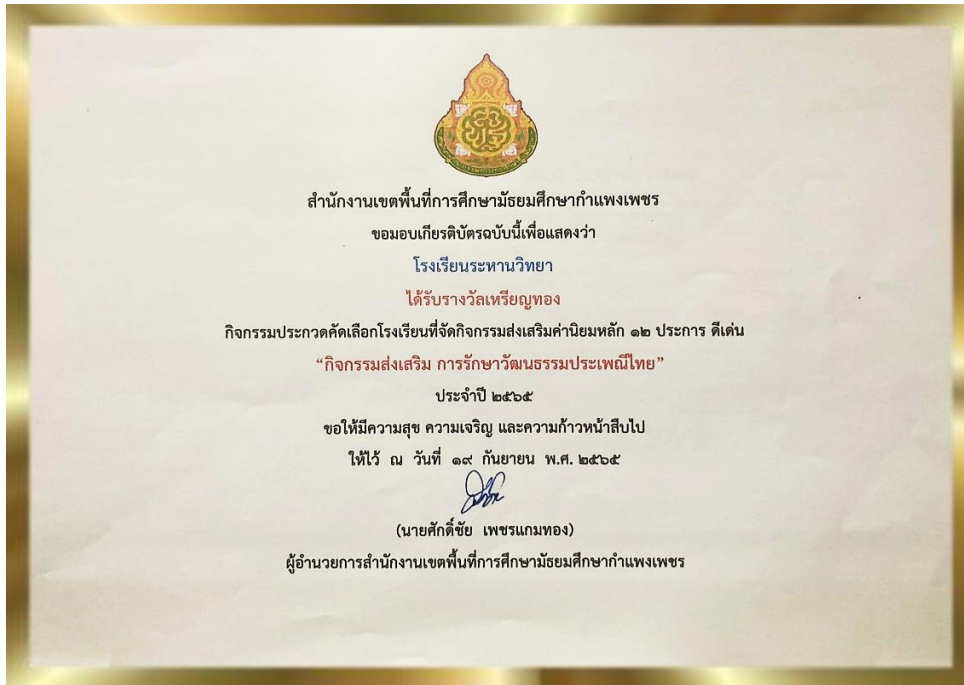 สำนักงานเขตพื้นที่การศึกษามัธยมศึกษากำแพงเพชร
ขอมอบเกียรติบัตรฉบับนี้เพื่อแสดงว่า
โรงเรียนระหานวิทยา
ได้รับรางวัลเหรียญทอง
กิจกรรมประกวดคัดเลือกโรงเรียนที่จัดกิจกรรมส่งเสริมค่านิยมหลัก ๑๒ ประการ ดีเด่น
“กิจกรรมส่งเสริม การรักษาวัฒนธรรมประเพณีไทย”
ประจำปี ๒๕๖๕
ขอให้มีความสุข ความเจริญ และความก้าวหน้าสืบไป
ให้ไว้ ณ วันที่ ๑๙ กันยายน พ.ศ. ๒๕๖๕
(นายศักดิ์ชัย เพชรแกมทอง)
ผู้อำนวยการสำนักงานเขตพื้นที่การศึกษามัธยมศึกษากำแพงเพชร